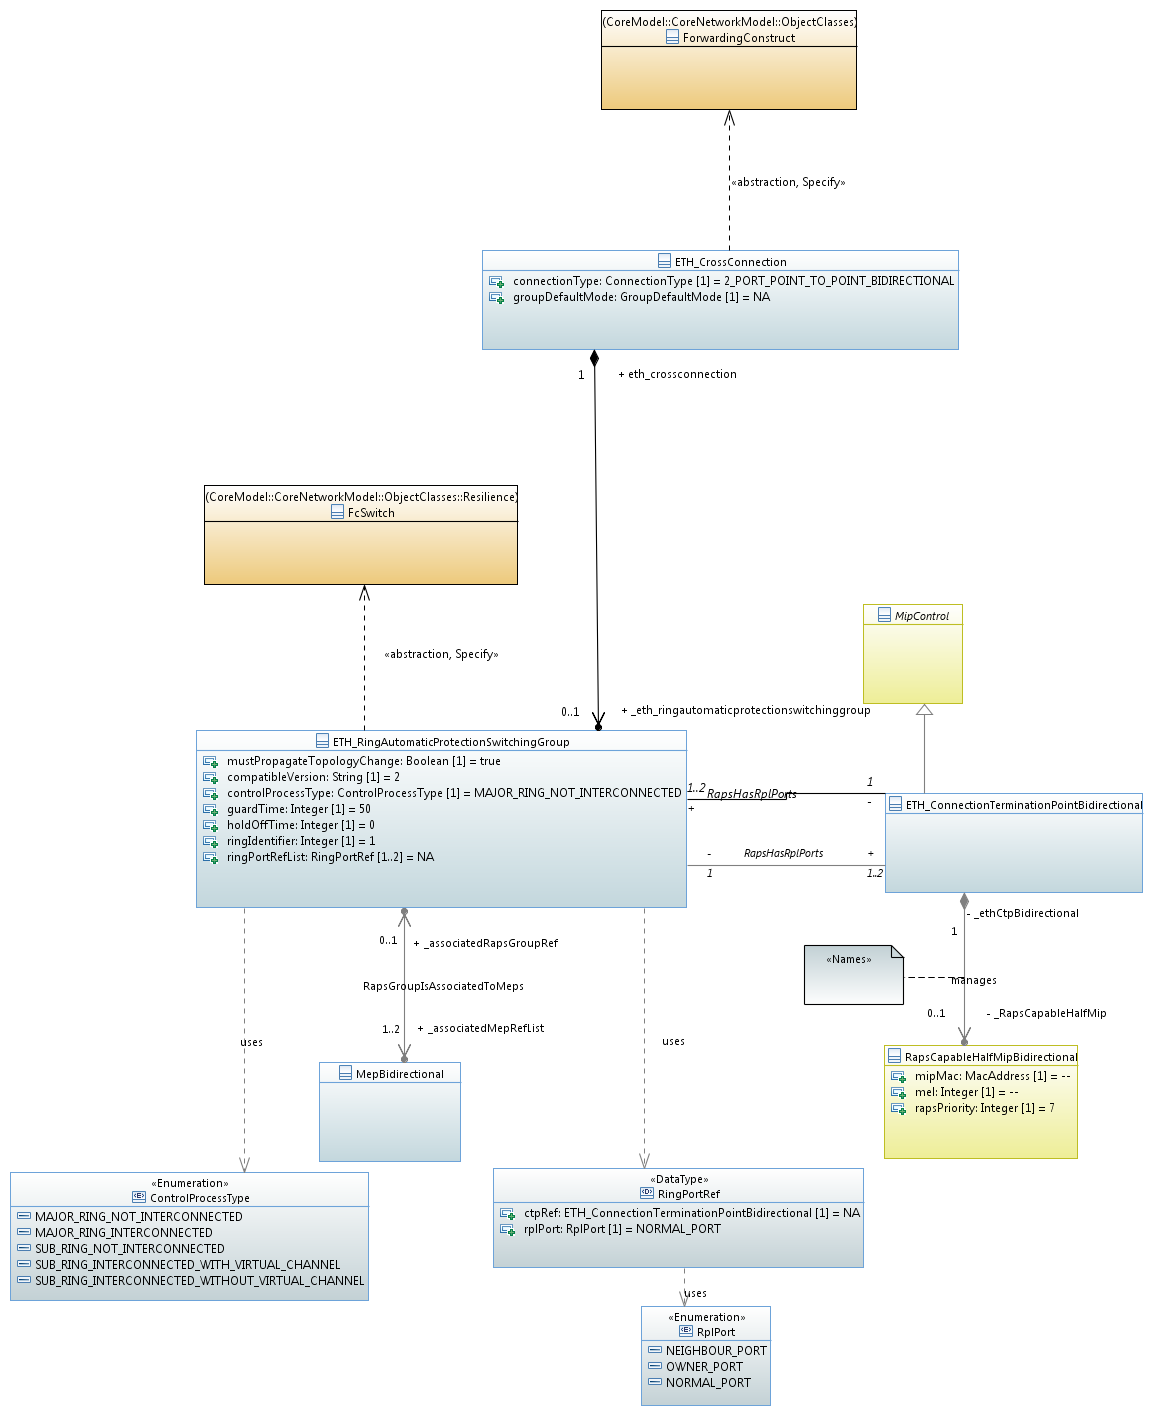 (CoreModel::CoreNetworkModel::ObjectClasses)
ForwardingConstruct
«abstraction, Specify»
ETH_CrossConnection
connectionType: ConnectionType [1] = 2_PORT_POINT_TO_POINT_BIDIRECTIONAL
groupDefaultMode: GroupDefaultMode [1] = NA
1
+ eth_crossconnection
(CoreModel::CoreNetworkModel::ObjectClasses::Resilience)
FcSwitch
«abstraction, Specify»
MipControl
0..1
+ _eth_ringautomaticprotectionswitchinggroup
ETH_RingAutomaticProtectionSwitchingGroup
mustPropagateTopologyChange: Boolean [1] = true
compatibleVersion: String [1] = 2
controlProcessType: ControlProcessType [1] = MAJOR_RING_NOT_INTERCONNECTED
guardTime: Integer [1] = 50
holdOffTime: Integer [1] = 0
ringIdentifier: Integer [1] = 1
ringPortRefList: RingPortRef [1..2] = NA
1..2
RapsHasRplPorts
1
+
-
ETH_ConnectionTerminationPointBidirectional
-
RapsHasRplPorts
+
1
1..2
- _ethCtpBidirectional
1
«Names»
manages
0..1
- _RapsCapableHalfMip
RapsCapableHalfMipBidirectional
mipMac: MacAddress [1] = --
mel: Integer [1] = --
rapsPriority: Integer [1] = 7
0..1
+ _associatedRapsGroupRef
RapsGroupIsAssociatedToMeps
1..2
+ _associatedMepRefList
uses
uses
MepBidirectional
«Enumeration»
ControlProcessType
MAJOR_RING_NOT_INTERCONNECTED
MAJOR_RING_INTERCONNECTED
SUB_RING_NOT_INTERCONNECTED
SUB_RING_INTERCONNECTED_WITH_VIRTUAL_CHANNEL
SUB_RING_INTERCONNECTED_WITHOUT_VIRTUAL_CHANNEL
«DataType»
RingPortRef
ctpRef: ETH_ConnectionTerminationPointBidirectional [1] = NA
rplPort: RplPort [1] = NORMAL_PORT
uses
«Enumeration»
RplPort
NEIGHBOUR_PORT
OWNER_PORT
NORMAL_PORT